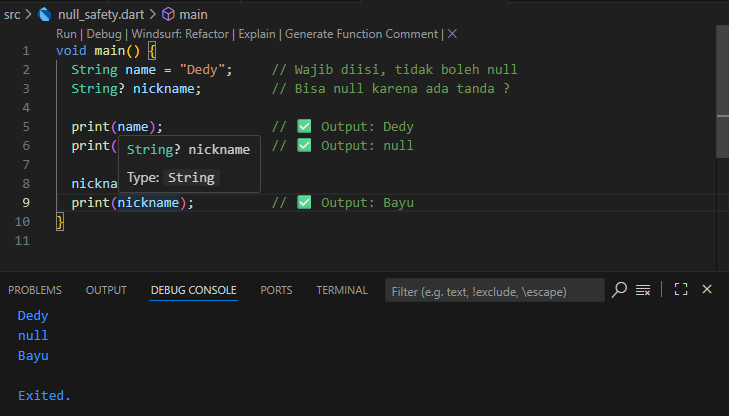 src > null_safety.dart > main
Run | Debug | Windsurf: Refactor | Explain | Generate Function Comment | ✕
1 void main() {
2 String name = "Dedy"; // Wajib diisi, tidak boleh null
3 String? nickname; // Bisa null karena ada tanda ?
4
5 print(name); // ✅ Output: Dedy
6 print( // ✅ Output: null
String? nickname
7
Type: String
8 nickna
9 print(nickname); // ✅ Output: Bayu
10 }
11
PROBLEMS OUTPUT DEBUG CONSOLE PORTS TERMINAL Filter (e.g. text, !exclude, \escape)
Dedy
null
Bayu
Exited.